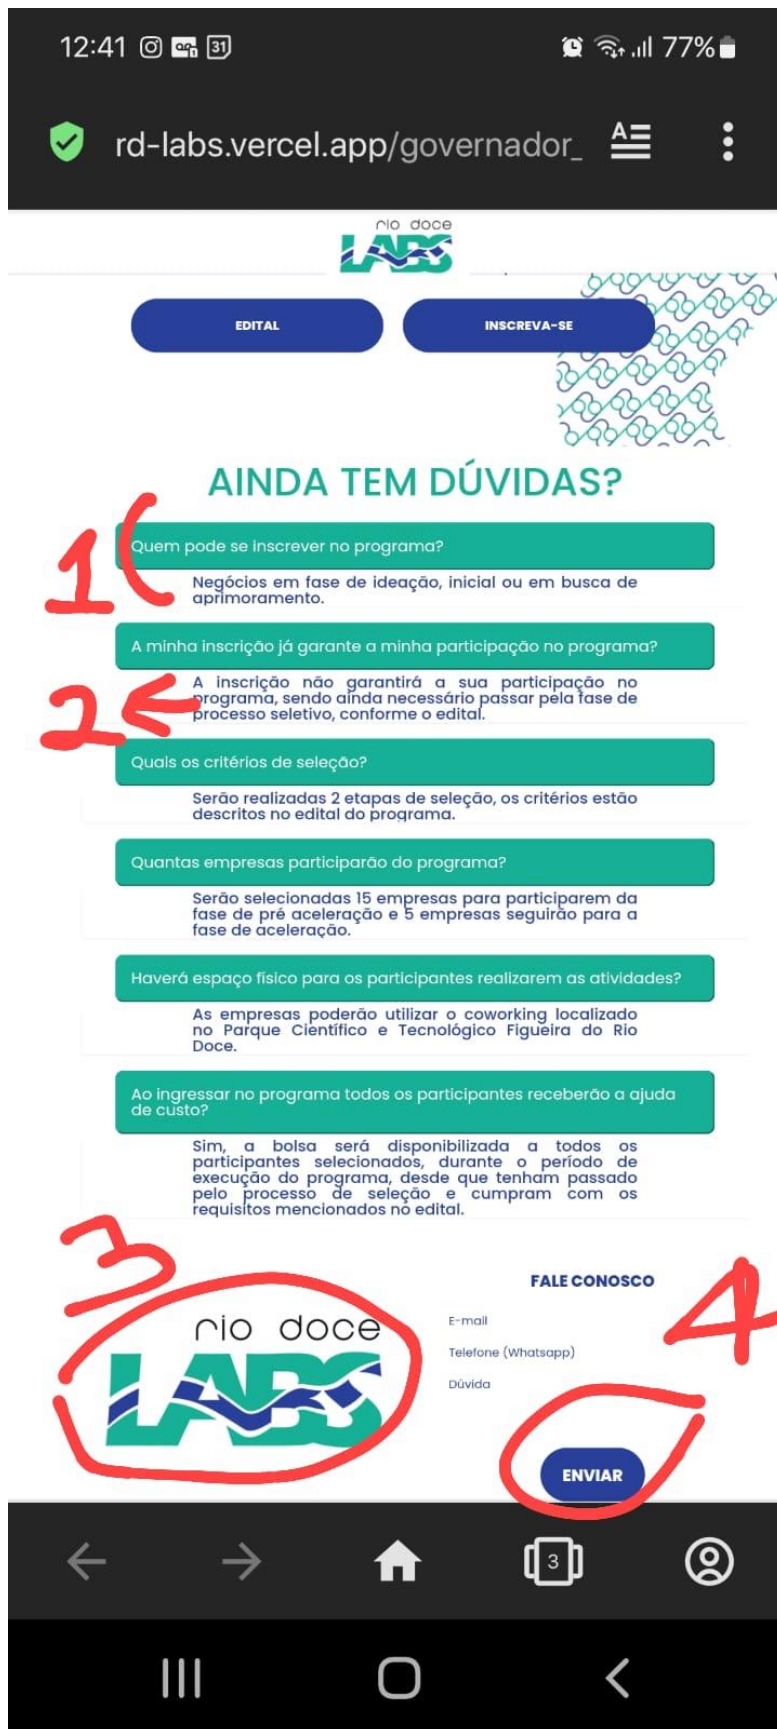 12:41
31
77%
rd-labs.vercel.app/governador_
rio doce
LABS
EDITAL
INSCREVA-SE
AINDA TEM DÚVIDAS?
1
Quem pode se inscrever no programa?
Negócios em fase de ideação, inicial ou em busca de
aprimoramento.
A minha inscrição já garante a minha participação no programa?
2
A inscrição não garantirá a sua participação no
programa, sendo ainda necessário passar pela fase de
processo seletivo, conforme o edital.
Quais os critérios de seleção?
Serão realizadas 2 etapas de seleção, os critérios estão
descritos no edital do programa.
Quantas empresas participarão do programa?
Serão selecionadas 15 empresas para participarem da
fase de pré aceleração e 5 empresas seguirão para a
fase de aceleração.
Haverá espaço físico para os participantes realizarem as atividades?
As empresas poderão utilizar o coworking localizado
no Parque Científico e Tecnológico Figueira do Rio
Doce.
Ao ingressar no programa todos os participantes receberão a ajuda
de custo?
Sim, a bolsa será disponibilizada a todos os
participantes selecionados, durante o período de
execução do programa, desde que tenham passado
pelo processo de seleção e cumpram com os
requisitos mencionados no edital.
3
rio doce
LABS
4
FALE CONOSCO
E-mail
Telefone (Whatsapp)
Dúvida
ENVIAR
3